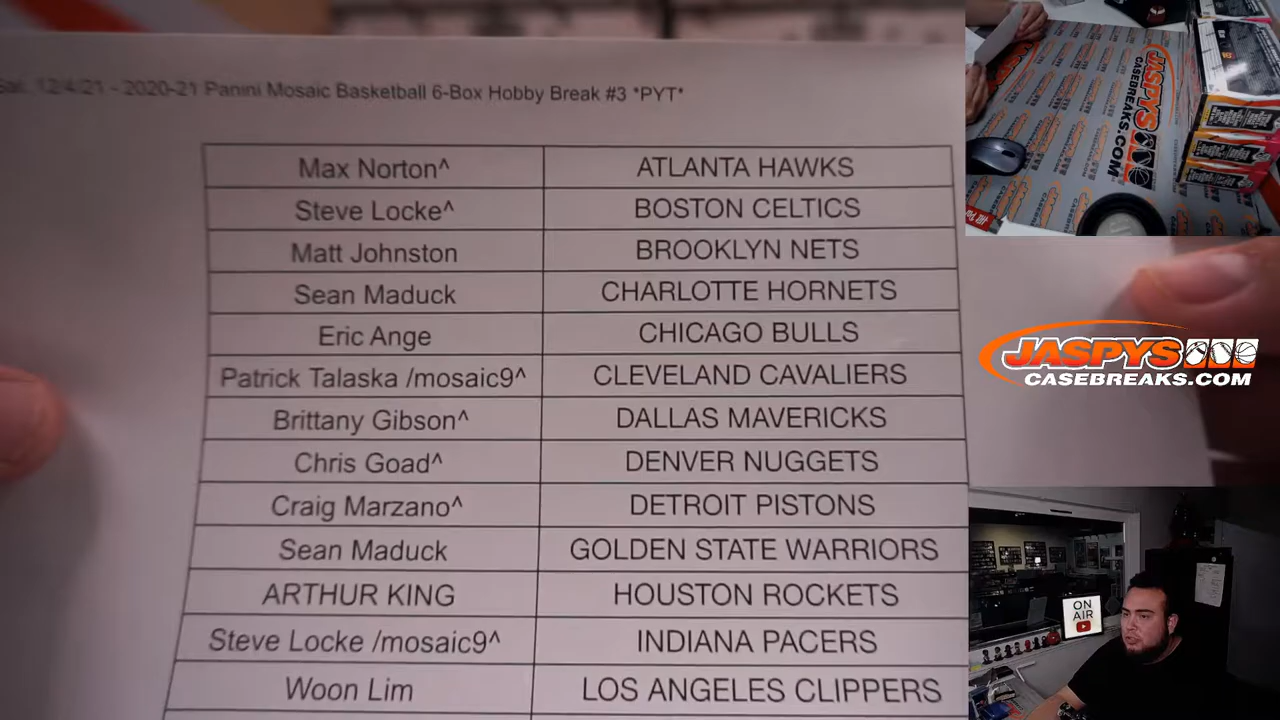 Sat. 12/4/21 - 2020-21 Panini Mosaic Basketball 6-Box Hobby Break #3 *PYT*
Max Norton^ ATLANTA HAWKS
Steve Locke^ BOSTON CELTICS
Matt Johnston BROOKLYN NETS
Sean Maduck CHARLOTTE HORNETS
Eric Ange CHICAGO BULLS
Patrick Talaska /mosaic9^ CLEVELAND CAVALIERS
Brittany Gibson^ DALLAS MAVERICKS
Chris Goad^ DENVER NUGGETS
Craig Marzano^ DETROIT PISTONS
Sean Maduck GOLDEN STATE WARRIORS
ARTHUR KING HOUSTON ROCKETS
Steve Locke /mosaic9^ INDIANA PACERS
Woon Lim LOS ANGELES CLIPPERS
JASPYS
CASEBREAKS.COM
JASPYS
CASEBREAKS.COM
ON
AIR